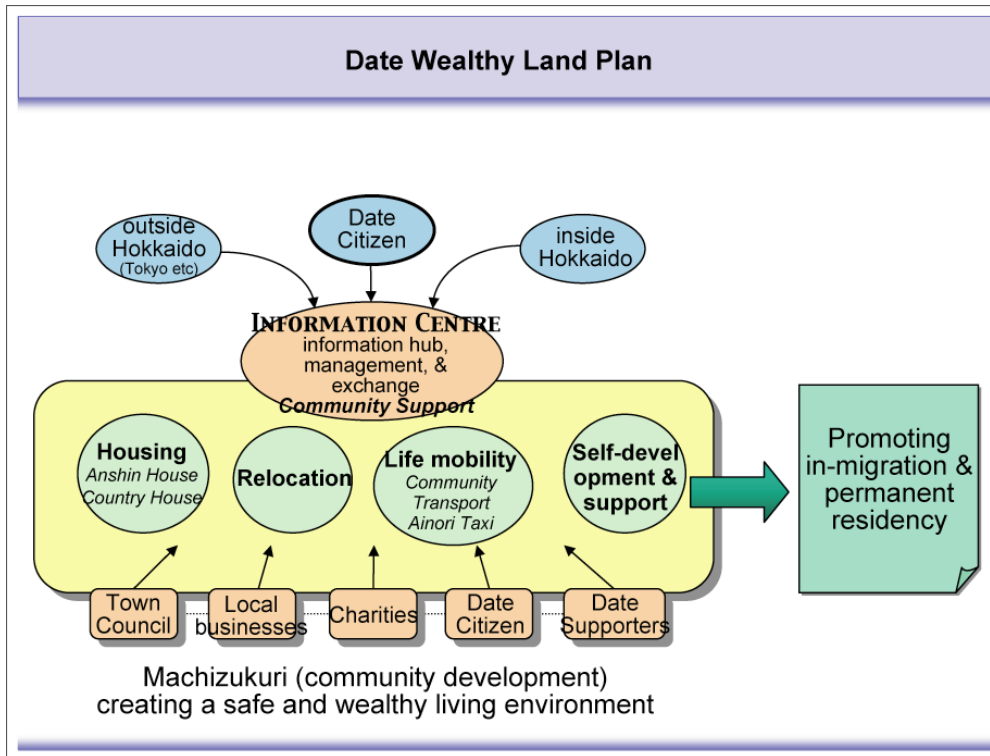 Date Wealthy Land Plan
outside
Hokkaido
(Tokyo etc)
Date
Citizen
inside
Hokkaido
INFORMATION CENTRE
information hub,
management, &
exchange
Community Support
Housing
Anshin House
Country House
Relocation
Life mobility
Community
Transport
Ainori Taxi
Self-devel
opment &
support
Promoting
in-migration &
permanent
residency
Town
Council
Local
businesses
Charities
Date
Citizen
Date
Supporters
Machizukuri (community development)
creating a safe and wealthy living environment